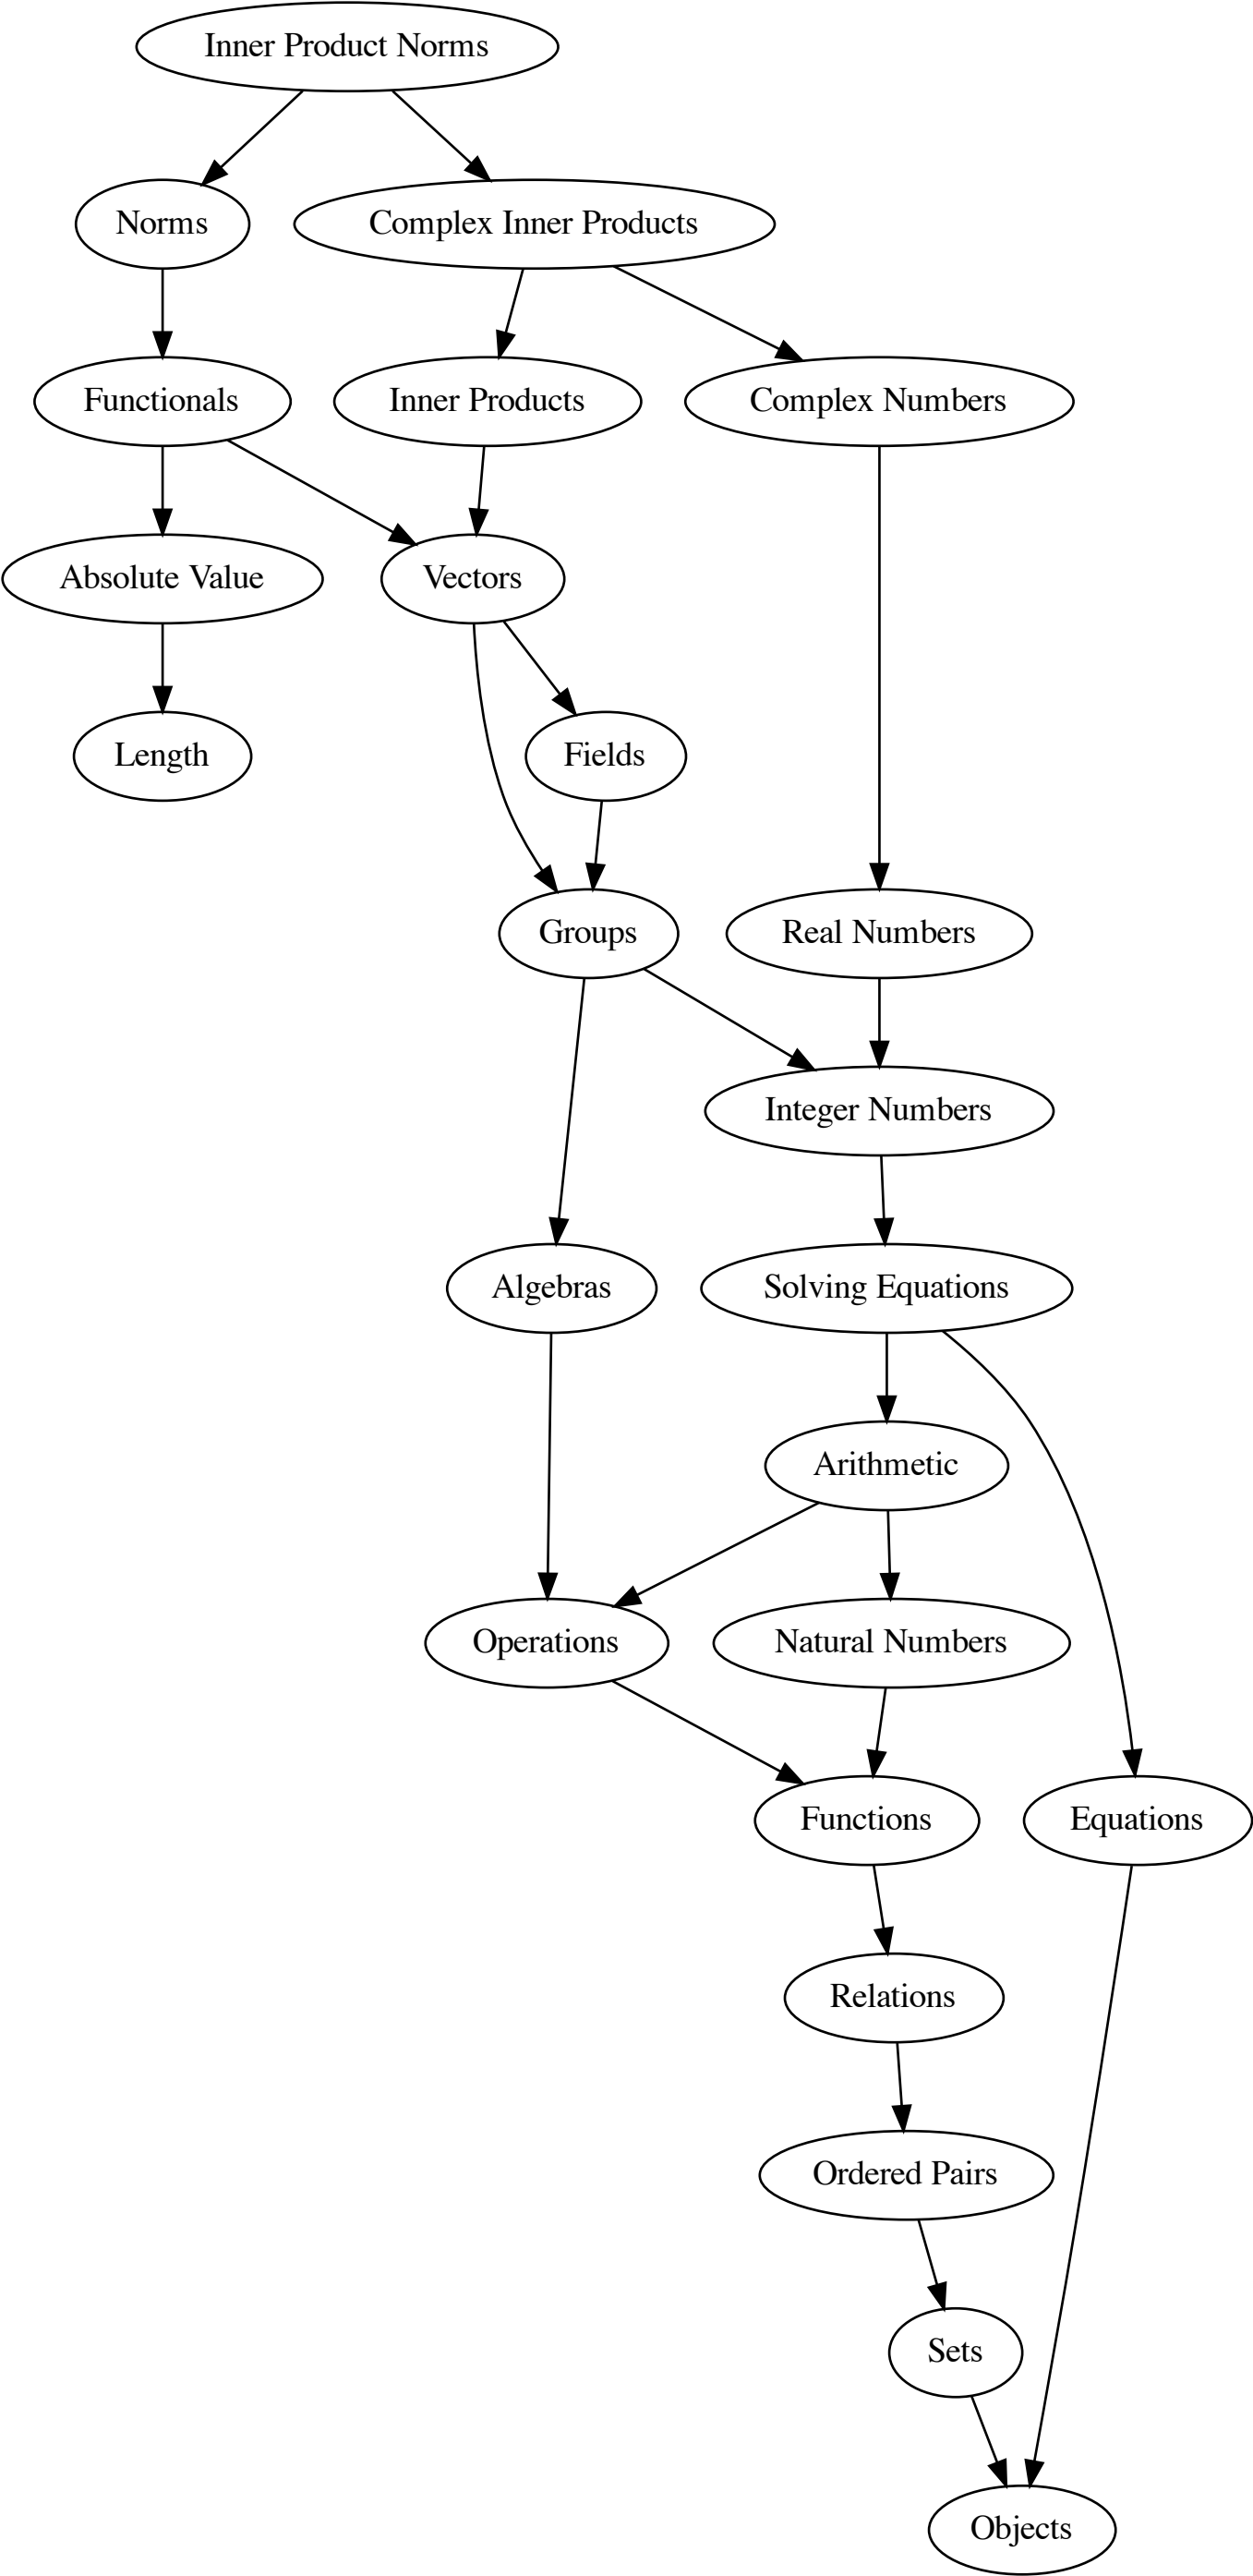 Inner Product Norms
Norms
Complex Inner Products
Functionals
Inner Products
Complex Numbers
Absolute Value
Vectors
Length
Fields
Groups
Real Numbers
Integer Numbers
Algebras
Solving Equations
Arithmetic
Operations
Natural Numbers
Functions
Equations
Relations
Ordered Pairs
Sets
Objects